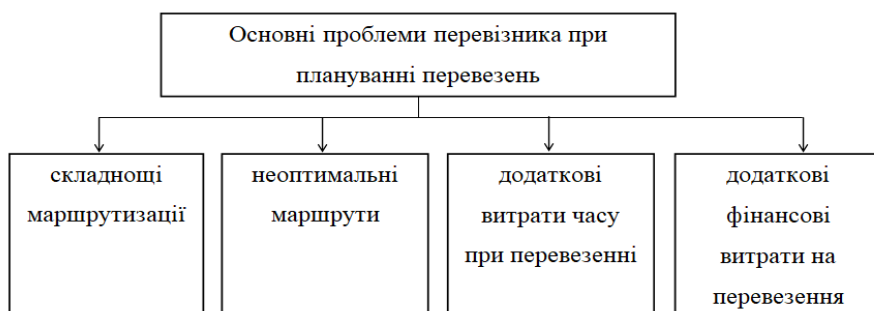 Основні проблеми перевізника при
плануванні перевезень
складнощі
маршрутизації
неоптимальні
маршрути
додаткові
витрати часу
при перевезенні
додаткові
фінансові
витрати на
перевезення